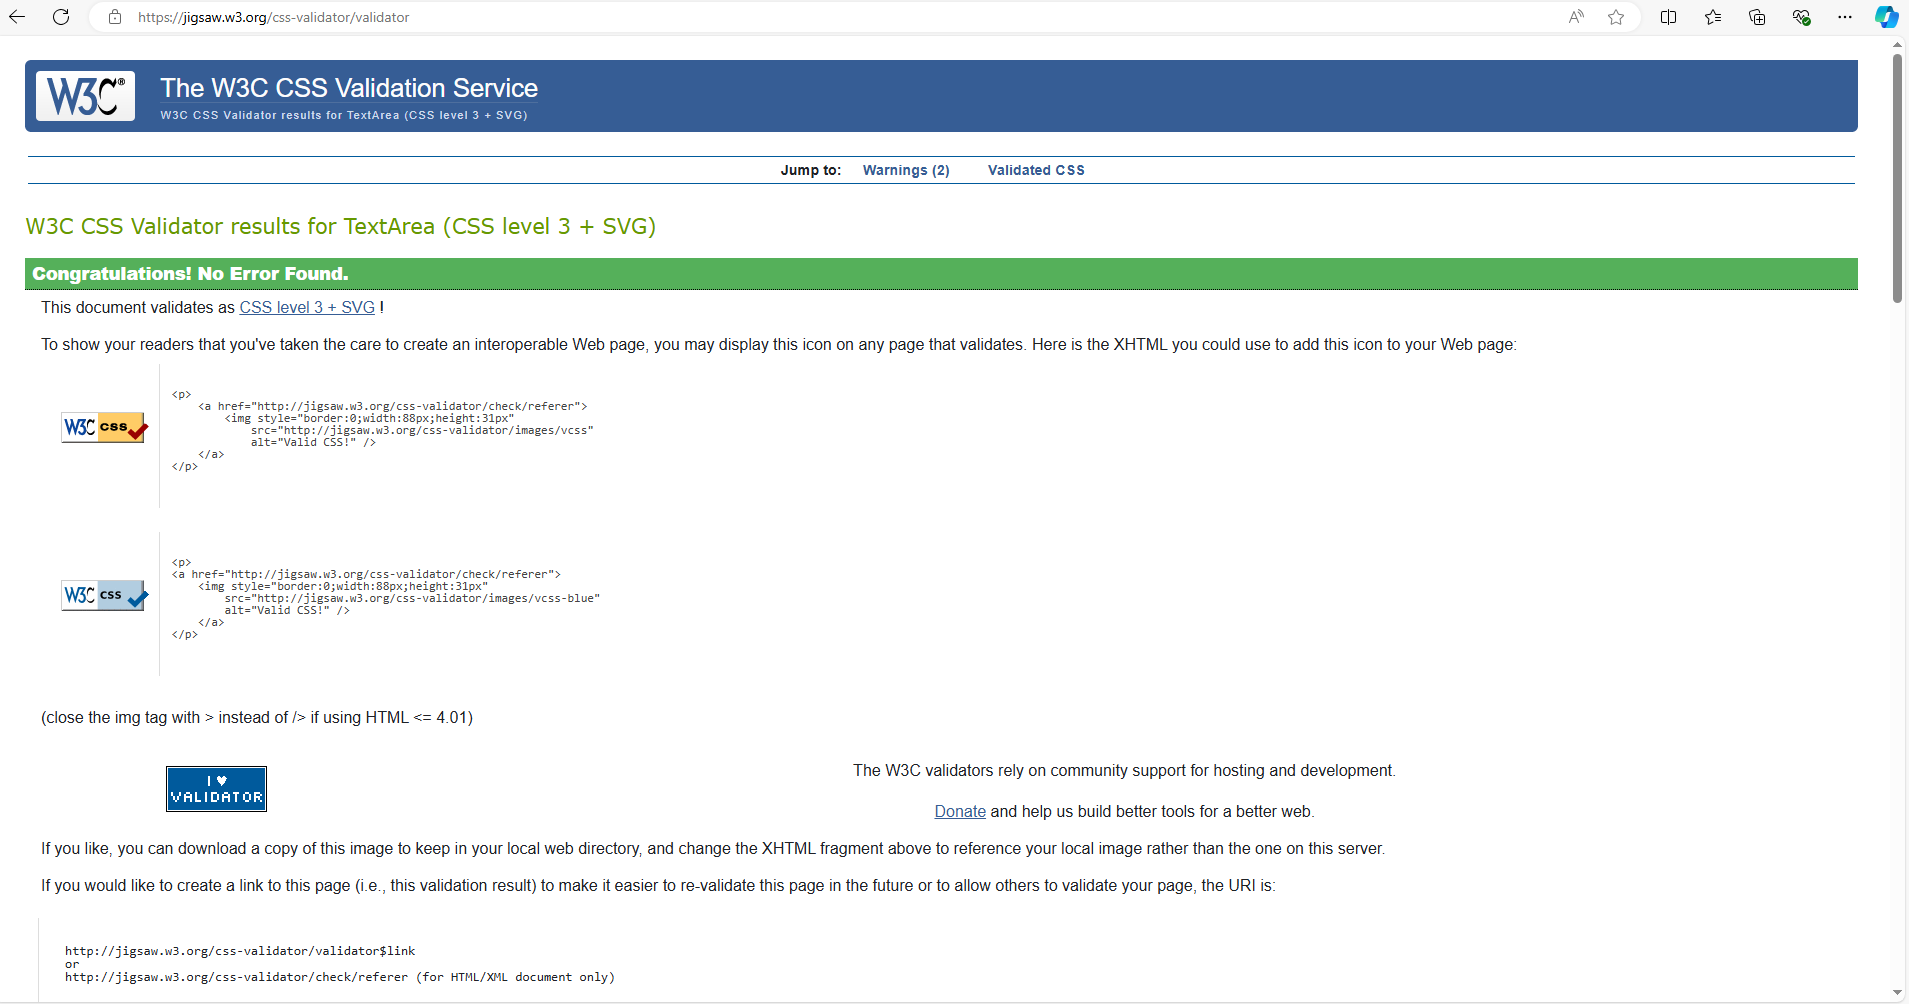 https://jigsaw.w3.org/css-validator/validator
W3C®
The W3C CSS Validation Service
W3C CSS Validator results for TextArea (CSS level 3 + SVG)
Jump to: Warnings (2) Validated CSS
W3C CSS Validator results for TextArea (CSS level 3 + SVG)
Congratulations! No Error Found.
This document validates as CSS level 3 + SVG !
To show your readers that you've taken the care to create an interoperable Web page, you may display this icon on any page that validates. Here is the XHTML you could use to add this icon to your Web page:
W3C css
<p>
<a href="http://jigsaw.w3.org/css-validator/check/referer">
<img style="border:0;width:88px;height:31px"
src="http://jigsaw.w3.org/css-validator/images/vcss"
alt="Valid CSS!" />
</a>
</p>
W3C css
<p>
<a href="http://jigsaw.w3.org/css-validator/check/referer">
<img style="border:0;width:88px;height:31px"
src="http://jigsaw.w3.org/css-validator/images/vcss-blue"
alt="Valid CSS!" />
</a>
</p>
(close the img tag with > instead of /> if using HTML <= 4.01)
I ♥
VALIDATOR
The W3C validators rely on community support for hosting and development.
Donate and help us build better tools for a better web.
If you like, you can download a copy of this image to keep in your local web directory, and change the XHTML fragment above to reference your local image rather than the one on this server.
If you would like to create a link to this page (i.e., this validation result) to make it easier to re-validate this page in the future or to allow others to validate your page, the URI is:
http://jigsaw.w3.org/css-validator/validator$link
or
http://jigsaw.w3.org/css-validator/check/referer (for HTML/XML document only)